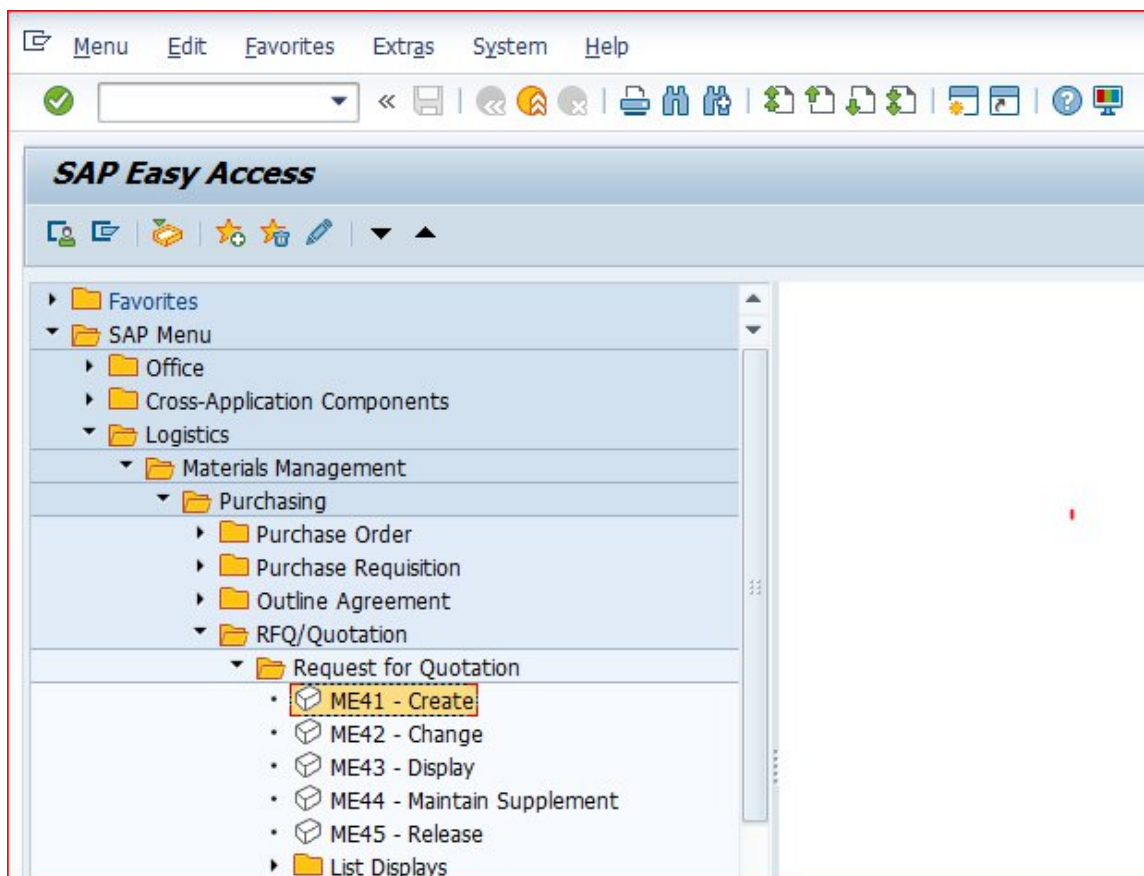 Menu Edit Favorites Extras System Help
SAP Easy Access
Favorites
SAP Menu
Office
Cross-Application Components
Logistics
Materials Management
Purchasing
Purchase Order
Purchase Requisition
Outline Agreement
RFQ/Quotation
Request for Quotation
ME41 - Create
ME42 - Change
ME43 - Display
ME44 - Maintain Supplement
ME45 - Release
List Displays